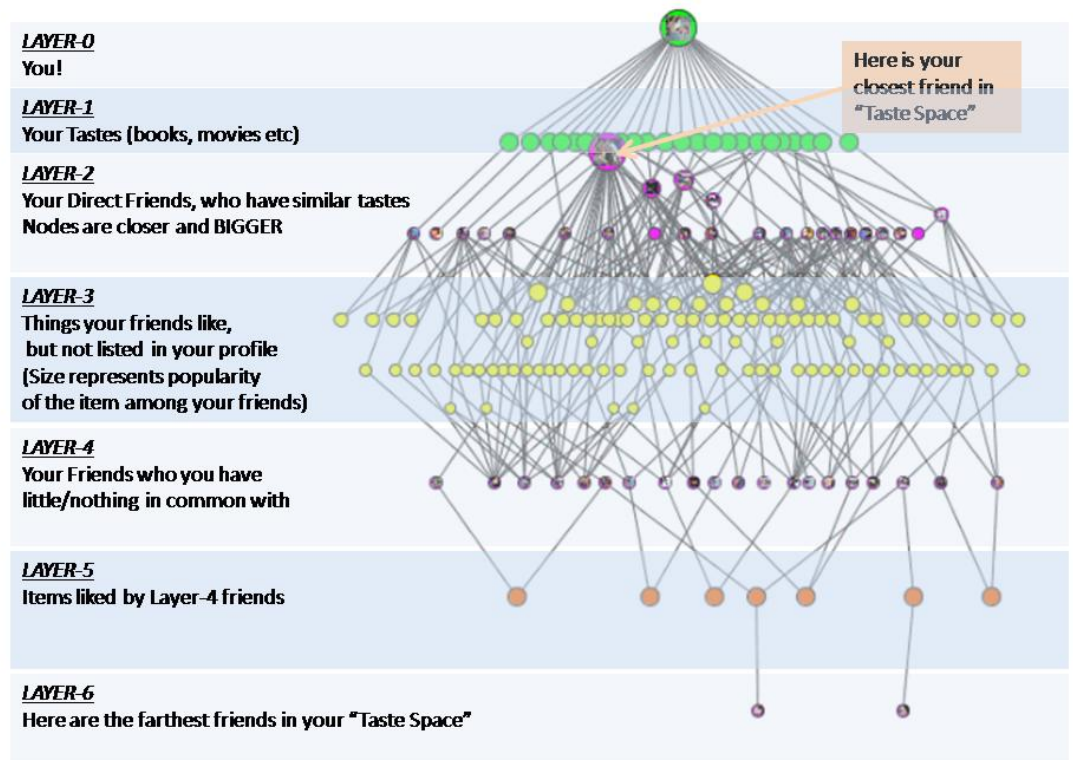 LAYER-0
You!
Here is your
closest friend in
“Taste Space”
LAYER-1
Your Tastes (books, movies etc)
LAYER-2
Your Direct Friends, who have similar tastes
Nodes are closer and BIGGER
LAYER-3
Things your friends like,
but not listed in your profile
(Size represents popularity
of the item among your friends)
LAYER-4
Your Friends who you have
little/nothing in common with
LAYER-5
Items liked by Layer-4 friends
LAYER-6
Here are the farthest friends in your “Taste Space”